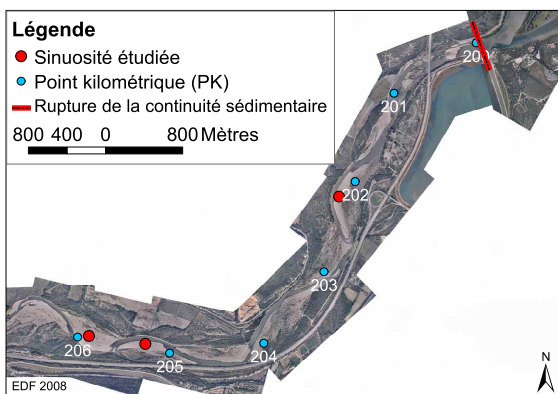 Légende
Sinuosité étudiée
Point kilométrique (PK)
Rupture de la continuité sédimentaire
800 400 0 800 Mètres
200
201
202
203
204
205
206
EDF 2008
N